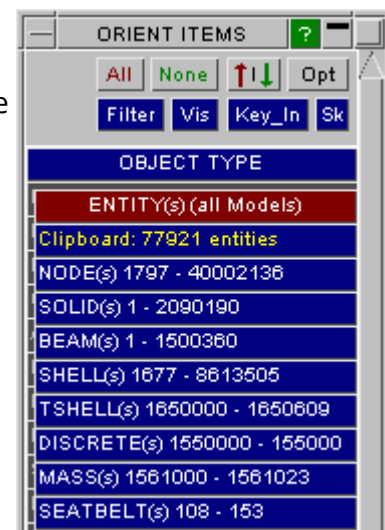 ORIENT ITEMS ?
All None Opt
e
Filter Vis Key_In Sk
OBJECT TYPE
ENTITY(s) (all Models)
Clipboard: 77921 entities
NODE(s) 1797 - 40002136
SOLID(s) 1 - 2090190
BEAM(s) 1 - 1500360
SHELL(s) 1677 - 8613505
TSHELL(s) 1650000 - 1650609
DISCRETE(s) 1550000 - 155000
MASS(s) 1561000 - 1561023
SEATBELT(s) 108 - 153